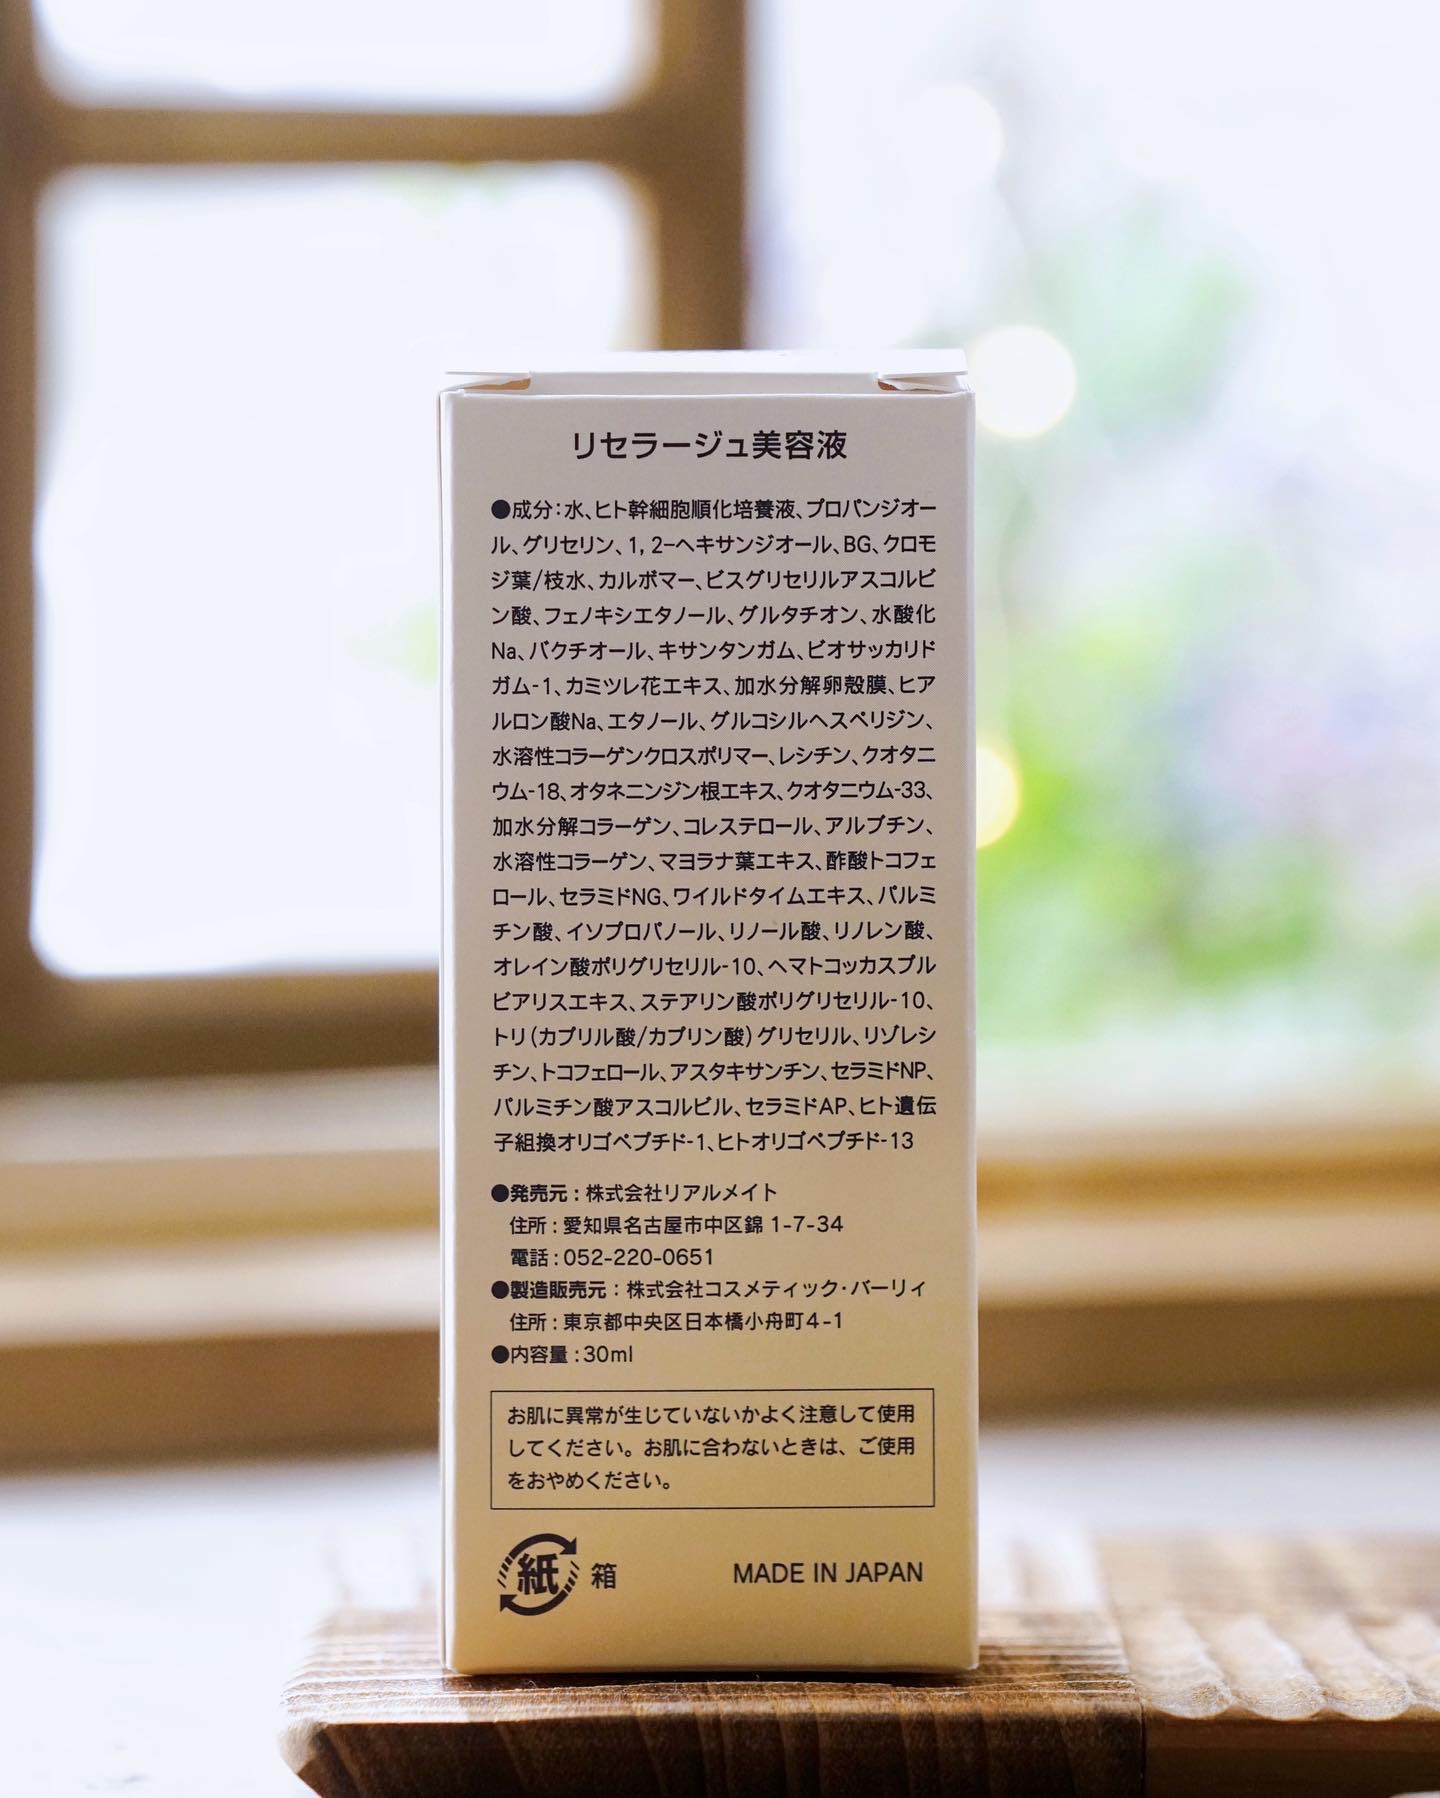 リセラージュ美容液
●成分：水、ヒト幹細胞順化培養液、プロパンジオー
ル、グリセリン、1，2−ヘキサンジオール、BG、クロモ
ジ葉/枝水、カルボマー、ビスグリセリルアスコルビ
ン酸、フェノキシエタノール、グルタチオン、水酸化
Na、バクチオール、キサンタンガム、ビオサッカリド
ガム-1、カミツレ花エキス、加水分解卵殻膜、ヒア
ルロン酸Na、エタノール、グルコシルヘスペリジン、
水溶性コラーゲンクロスポリマー、レシチン、クオタニ
ウム-18、オタネニンジン根エキス、クオタニウム-33、
加水分解コラーゲン、コレステロール、アルブチン、
水溶性コラーゲン、マヨラナ葉エキス、酢酸トコフェ
ロール、セラミドNG、ワイルドタイムエキス、パルミ
チン酸、イソプロパノール、リノール酸、リノレン酸、
オレイン酸ポリグリセリル-10、ヘマトコッカスプル
ビアリスエキス、ステアリン酸ポリグリセリル-10、
トリ（カプリル酸/カプリン酸）グリセリル、リゾレシ
チン、トコフェロール、アスタキサンチン、セラミドNP、
パルミチン酸アスコルビル、セラミドAP、ヒト遺伝
子組換オリゴペプチド-1、ヒトオリゴペプチド-13
●発売元：株式会社リアルメイト
住所：愛知県名古屋市中区錦 1-7-34
電話：052-220-0651
●製造販売元：株式会社コスメティック・バーリィ
住所：東京都中央区日本橋小舟町4-1
●内容量：30ml
お肌に異常が生じていないかよく注意して使用
してください。お肌に合わないときは、ご使用
をおやめください。
紙 箱 MADE IN JAPAN